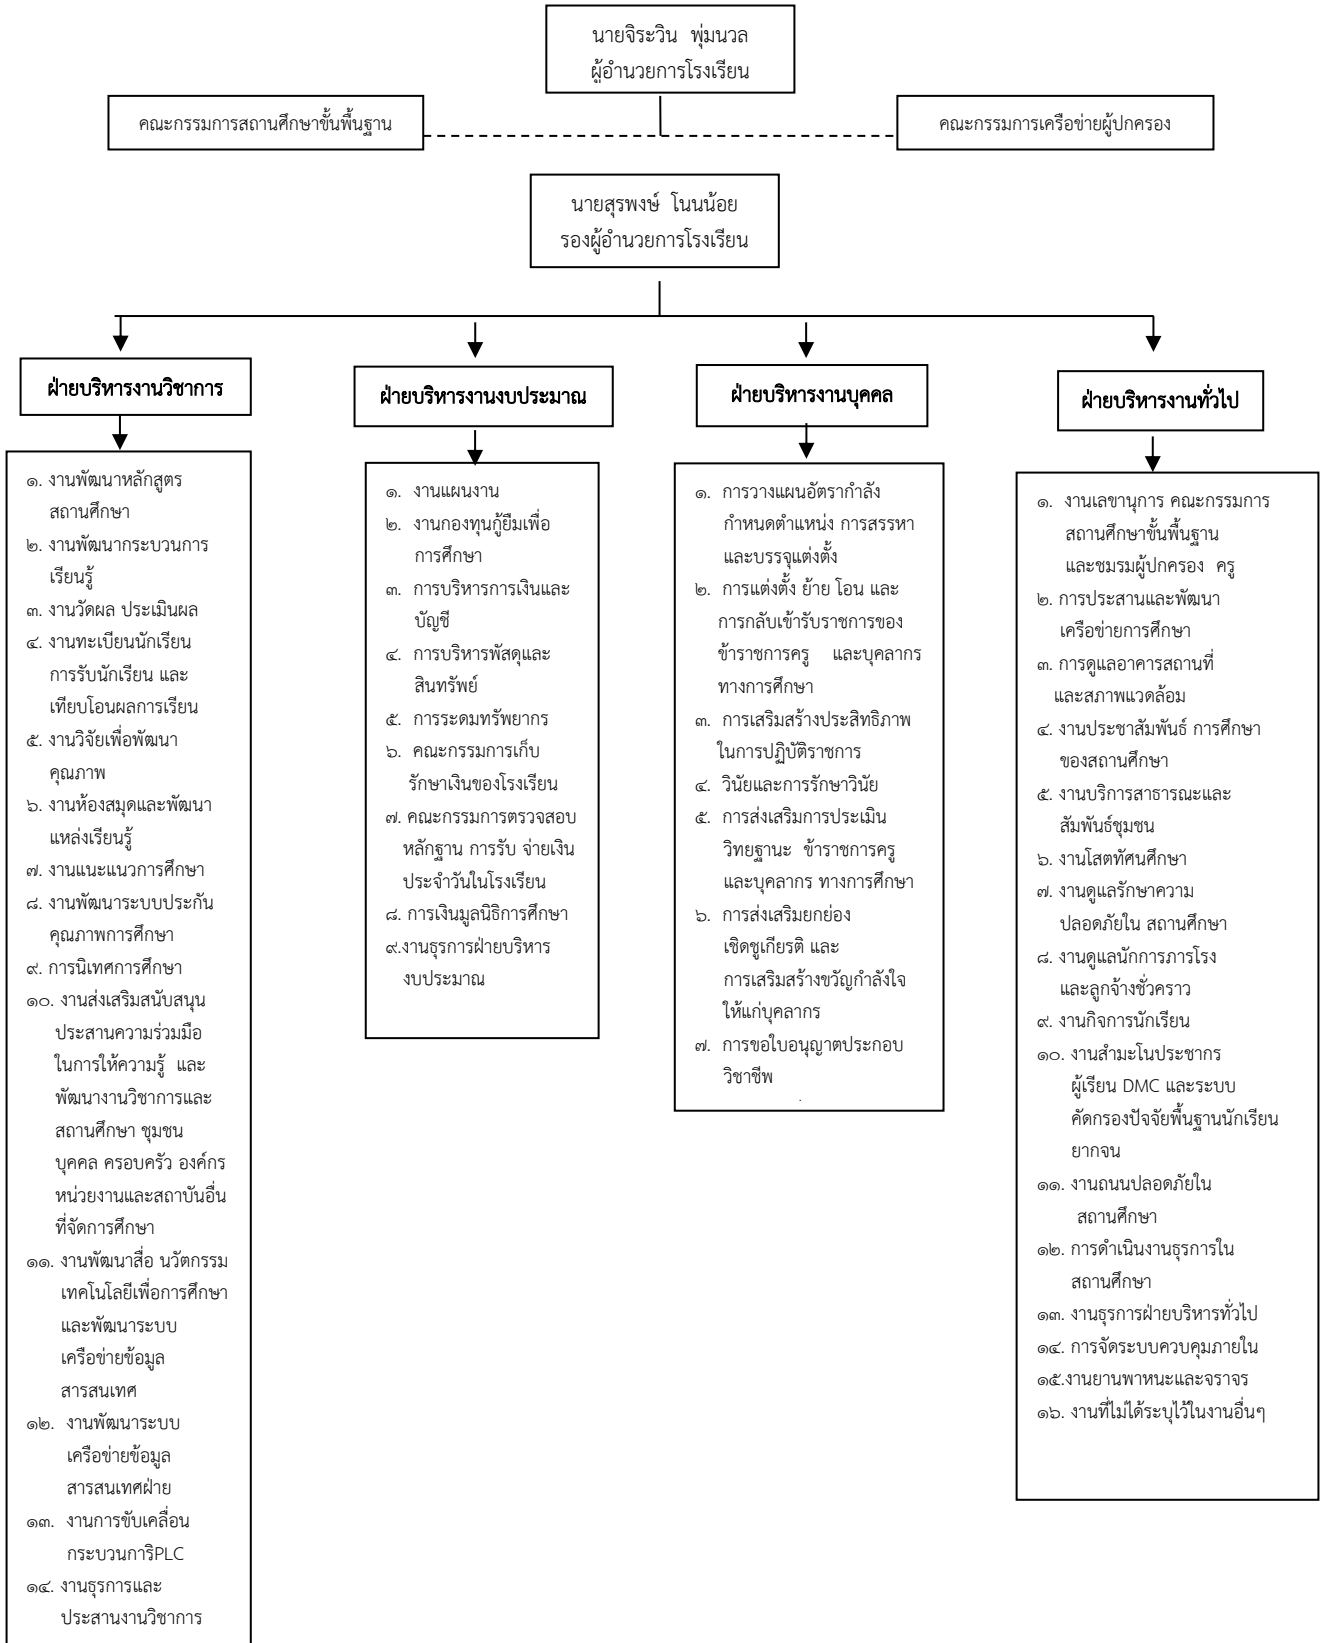 นายจิระวิน  พุ่มนวล
ผู้อำนวยการโรงเรียน
คณะกรรมการสถานศึกษาขั้นพื้นฐาน
คณะกรรมการเครือข่ายผู้ปกครอง
นายสุรพงษ์  โนนน้อย
รองผู้อำนวยการโรงเรียน
ฝ่ายบริหารงานวิชาการ
ฝ่ายบริหารงานงบประมาณ
ฝ่ายบริหารงานบุคคล
ฝ่ายบริหารงานทั่วไป
๑. งานพัฒนาหลักสูตร
สถานศึกษา
๒. งานพัฒนากระบวนการ
เรียนรู้
๓. งานวัดผล ประเมินผล
๔. งานทะเบียนนักเรียน
การรับนักเรียน และ
เทียบโอนผลการเรียน
๕. งานวิจัยเพื่อพัฒนา
คุณภาพ
๖. งานห้องสมุดและพัฒนา
แหล่งเรียนรู้
๗. งานแนะแนวการศึกษา
๘. งานพัฒนาระบบประกัน
คุณภาพการศึกษา
๙. การนิเทศการศึกษา
๑๐. งานส่งเสริมสนับสนุน
ประสานความร่วมมือ
ในการให้ความรู้  และ
พัฒนางานวิชาการและ
สถานศึกษา ชุมชน
บุคคล ครอบครัว องค์กร
หน่วยงานและสถาบันอื่น
ที่จัดการศึกษา
๑๑. งานพัฒนาสื่อ นวัตกรรม
เทคโนโลยีเพื่อการศึกษา
และพัฒนาระบบ
เครือข่ายข้อมูล
สารสนเทศ
๑๒.  งานพัฒนาระบบ
เครือข่ายข้อมูล
สารสนเทศฝ่าย
๑๓.  งานการขับเคลื่อน
กระบวนการิPLC
๑๔. งานธุรการและ
ประสานงานวิชาการ
๑.  งานแผนงาน
๒.  งานกองทุนกู้ยืมเพื่อ
การศึกษา
๓.  การบริหารการเงินและ
บัญชี
๔.  การบริหารพัสดุและ
สินทรัพย์
๕.  การระดมทรัพยากร
๖.  คณะกรรมการเก็บ
รักษาเงินของโรงเรียน
๗. คณะกรรมการตรวจสอบ
หลักฐาน การรับ จ่ายเงิน
ประจำวันในโรงเรียน
๘. การเงินมูลนิธิการศึกษา
๙.งานธุรการฝ่ายบริหาร
งบประมาณ
๑.  การวางแผนอัตรากำลัง
กำหนดตำแหน่ง การสรรหา
และบรรจุแต่งตั้ง
๒.  การแต่งตั้ง ย้าย โอน และ
การกลับเข้ารับราชการของ
ข้าราชการครู    และบุคลากร
ทางการศึกษา
๓.  การเสริมสร้างประสิทธิภาพ
ในการปฏิบัติราชการ
๔.  วินัยและการรักษาวินัย
๕.  การส่งเสริมการประเมิน
วิทยฐานะ  ข้าราชการครู
และบุคลากร ทางการศึกษา
๖.  การส่งเสริมยกย่อง
เชิดชูเกียรติ และ
การเสริมสร้างขวัญกำลังใจ
ให้แก่บุคลากร
๗.  การขอใบอนุญาตประกอบ
วิชาชีพ
๑.  งานเลขานุการ คณะกรรมการ
สถานศึกษาขั้นพื้นฐาน
และชมรมผู้ปกครอง  ครู
๒. การประสานและพัฒนา
เครือข่ายการศึกษา
๓. การดูแลอาคารสถานที่
และสภาพแวดล้อม
๔. งานประชาสัมพันธ์ การศึกษา
ของสถานศึกษา
๕. งานบริการสาธารณะและ
สัมพันธ์ชุมชน
๖. งานโสตทัศนศึกษา
๗. งานดูแลรักษาความ
ปลอดภัยใน สถานศึกษา
๘. งานดูแลนักการภารโรง
และลูกจ้างชั่วคราว
๙. งานกิจการนักเรียน
๑๐. งานสำมะโนประชากร
ผู้เรียน DMC และระบบ
คัดกรองปัจจัยพื้นฐานนักเรียน
ยากจน
๑๑. งานถนนปลอดภัยใน
สถานศึกษา
๑๒. การดำเนินงานธุรการใน
สถานศึกษา
๑๓. งานธุรการฝ่ายบริหารทั่วไป
๑๔. การจัดระบบควบคุมภายใน
๑๕.งานยานพาหนะและจราจร
๑๖. งานที่ไม่ได้ระบุไว้ในงานอื่นๆ